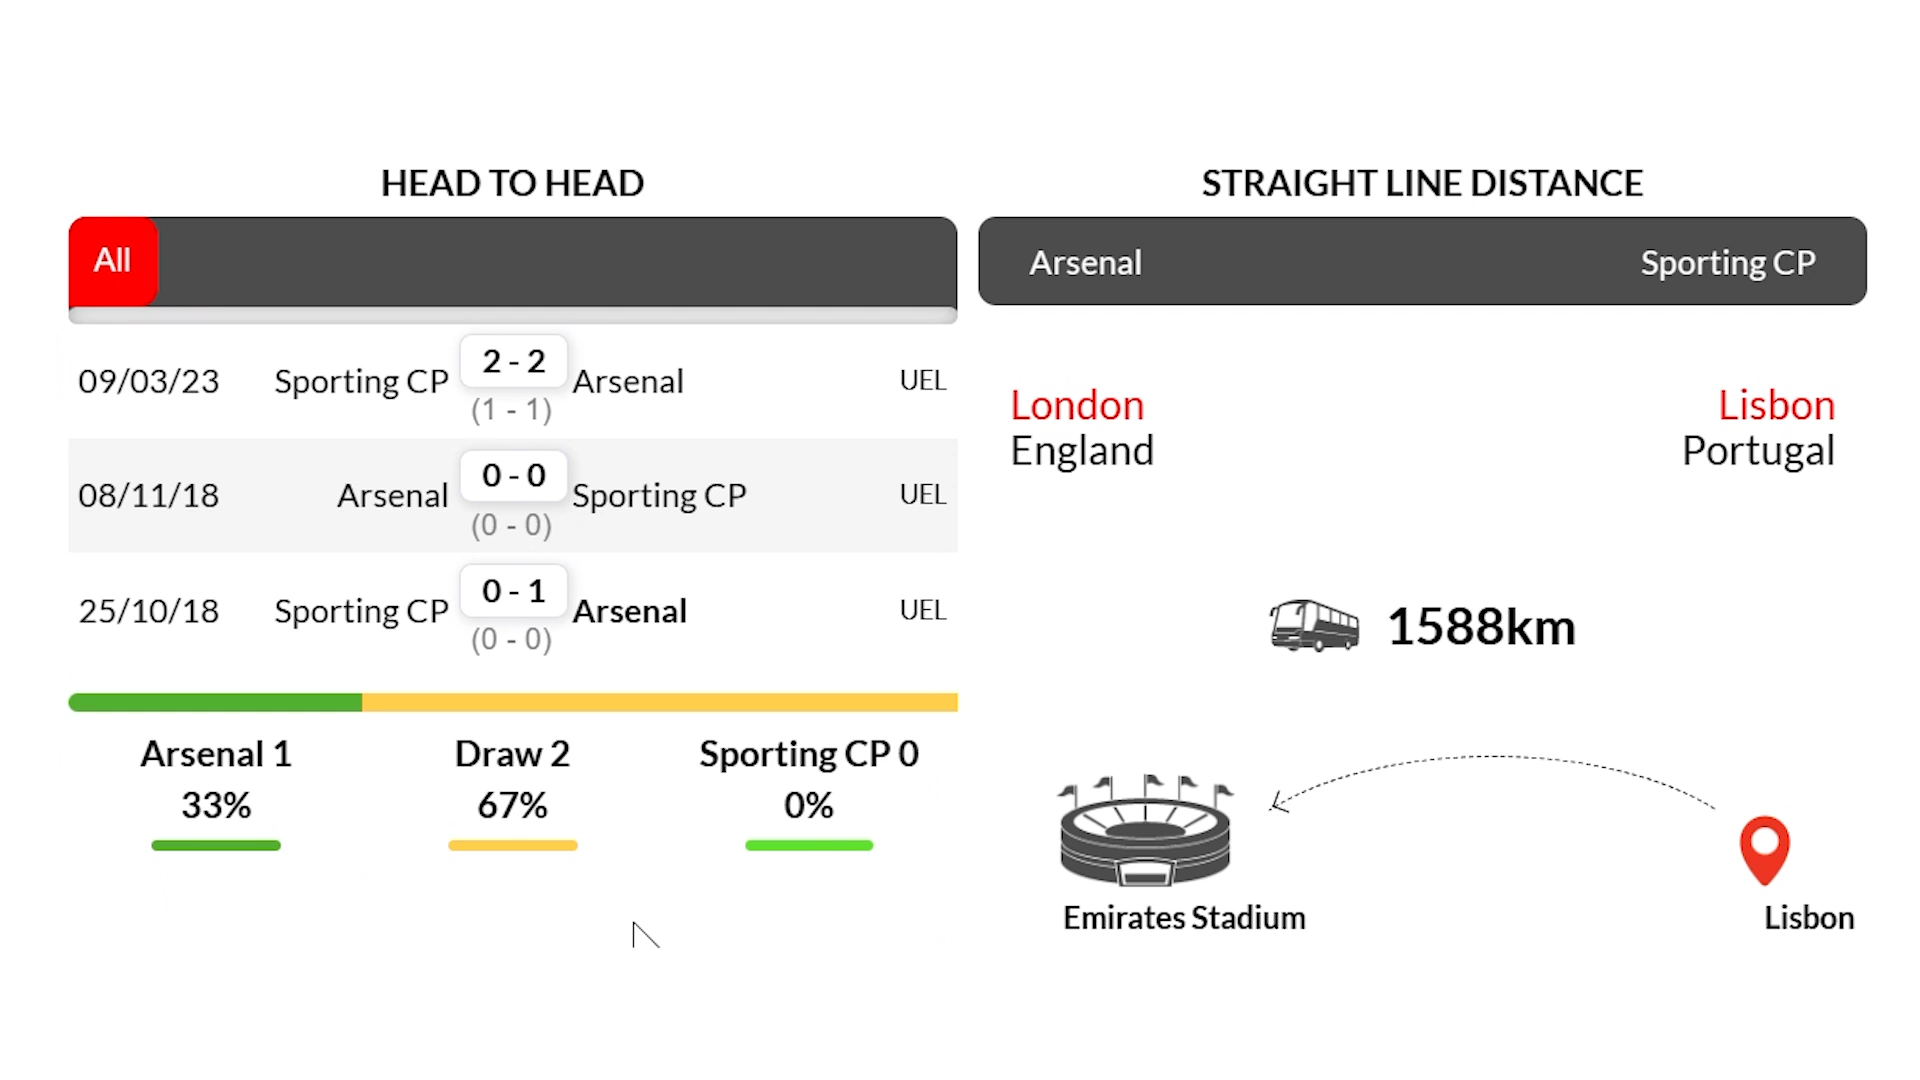 HEAD TO HEAD
All
09/03/23 Sporting CP 2 - 2 Arsenal UEL
(1 - 1)
08/11/18 Arsenal 0 - 0 Sporting CP UEL
(0 - 0)
25/10/18 Sporting CP 0 - 1 Arsenal UEL
(0 - 0)
Arsenal 1 Draw 2 Sporting CP 0
33% 67% 0%
STRAIGHT LINE DISTANCE
Arsenal Sporting CP
London Lisbon
England Portugal
1588km
Emirates Stadium Lisbon